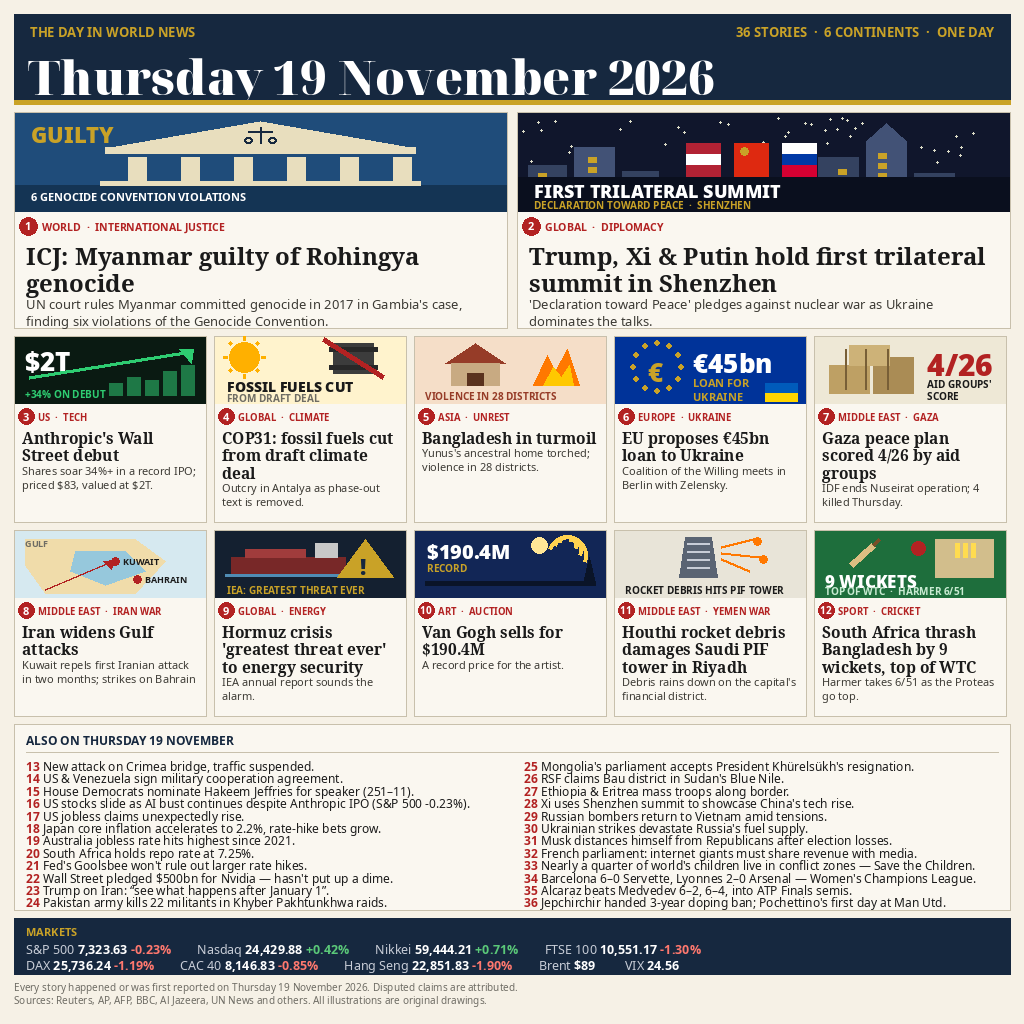 THE DAY IN WORLD NEWS
36 STORIES · 6 CONTINENTS · ONE DAY
Thursday 19 November 2026
GUILTY
6 GENOCIDE CONVENTION VIOLATIONS
1 WORLD · INTERNATIONAL JUSTICE
ICJ: Myanmar guilty of Rohingya
genocide
UN court rules Myanmar committed genocide in 2017 in Gambia's case,
finding six violations of the Genocide Convention.
FIRST TRILATERAL SUMMIT
DECLARATION TOWARD PEACE · SHENZHEN
2 GLOBAL · DIPLOMACY
Trump, Xi & Putin hold first trilateral
summit in Shenzhen
'Declaration toward Peace' pledges against nuclear war as Ukraine
dominates the talks.
$2T
+34% ON DEBUT
3 US · TECH
Anthropic's Wall
Street debut
Shares soar 34%+ in a record IPO;
priced $83, valued at $2T.
FOSSIL FUELS CUT
FROM DRAFT DEAL
4 GLOBAL · CLIMATE
COP31: fossil fuels cut
from draft climate
deal
Outcry in Antalya as phase-out
text is removed.
VIOLENCE IN 28 DISTRICTS
5 ASIA · UNREST
Bangladesh in turmoil
Yunus's ancestral home torched;
violence in 28 districts.
€
€45bn
LOAN FOR
UKRAINE
6 EUROPE · UKRAINE
EU proposes €45bn
loan to Ukraine
Coalition of the Willing meets in
Berlin with Zelensky.
4/26
AID GROUPS'
SCORE
7 MIDDLE EAST · GAZA
Gaza peace plan
scored 4/26 by aid
groups
IDF ends Nuseirat operation; 4
killed Thursday.
GULF
KUWAIT
BAHRAIN
8 MIDDLE EAST · IRAN WAR
Iran widens Gulf
attacks
Kuwait repels first Iranian attack
in two months; strikes on Bahrain
!
IEA: GREATEST THREAT EVER
9 GLOBAL · ENERGY
Hormuz crisis
'greatest threat ever'
to energy security
IEA annual report sounds the
alarm.
$190.4M
RECORD
10 ART · AUCTION
Van Gogh sells for
$190.4M
A record price for the artist.
ROCKET DEBRIS HITS PIF TOWER
11 MIDDLE EAST · YEMEN WAR
Houthi rocket debris
damages Saudi PIF
tower in Riyadh
Debris rains down on the capital's
financial district.
9 WICKETS
TOP OF WTC · HARMER 6/51
12 SPORT · CRICKET
South Africa thrash
Bangladesh by 9
wickets, top of WTC
Harmer takes 6/51 as the Proteas
go top.
ALSO ON THURSDAY 19 NOVEMBER
13 New attack on Crimea bridge, traffic suspended.
14 US & Venezuela sign military cooperation agreement.
15 House Democrats nominate Hakeem Jeffries for speaker (251–11).
16 US stocks slide as AI bust continues despite Anthropic IPO (S&P 500 -0.23%).
17 US jobless claims unexpectedly rise.
18 Japan core inflation accelerates to 2.2%, rate-hike bets grow.
19 Australia jobless rate hits highest since 2021.
20 South Africa holds repo rate at 7.25%.
21 Fed's Goolsbee won't rule out larger rate hikes.
22 Wall Street pledged $500bn for Nvidia — hasn't put up a dime.
23 Trump on Iran: “see what happens after January 1”.
24 Pakistan army kills 22 militants in Khyber Pakhtunkhwa raids.
25 Mongolia's parliament accepts President Khürelsükh's resignation.
26 RSF claims Bau district in Sudan's Blue Nile.
27 Ethiopia & Eritrea mass troops along border.
28 Xi uses Shenzhen summit to showcase China's tech rise.
29 Russian bombers return to Vietnam amid tensions.
30 Ukrainian strikes devastate Russia's fuel supply.
31 Musk distances himself from Republicans after election losses.
32 French parliament: internet giants must share revenue with media.
33 Nearly a quarter of world's children live in conflict zones — Save the Children.
34 Barcelona 6–0 Servette, Lyonnes 2–0 Arsenal — Women's Champions League.
35 Alcaraz beats Medvedev 6–2, 6–4, into ATP Finals semis.
36 Jepchirchir handed 3-year doping ban; Pochettino's first day at Man Utd.
MARKETS
S&P 500 7,323.63 -0.23% Nasdaq 24,429.88 +0.42% Nikkei 59,444.21 +0.71% FTSE 100 10,551.17 -1.30%
DAX 25,736.24 -1.19% CAC 40 8,146.83 -0.85% Hang Seng 22,851.83 -1.90% Brent $89 VIX 24.56
Every story happened or was first reported on Thursday 19 November 2026. Disputed claims are attributed.
Sources: Reuters, AP, AFP, BBC, Al Jazeera, UN News and others. All illustrations are original drawings.